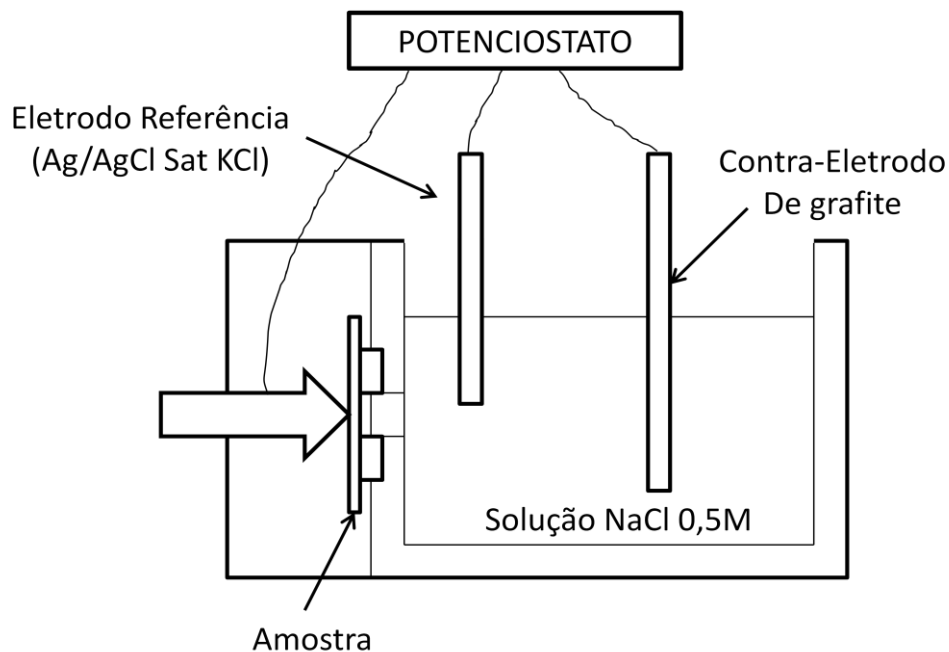 POTENCIOSTATO
Eletrodo Referência
(Ag/AgCl Sat KCl)
Contra-Eletrodo
De grafite
Solução NaCl 0,5M
Amostra